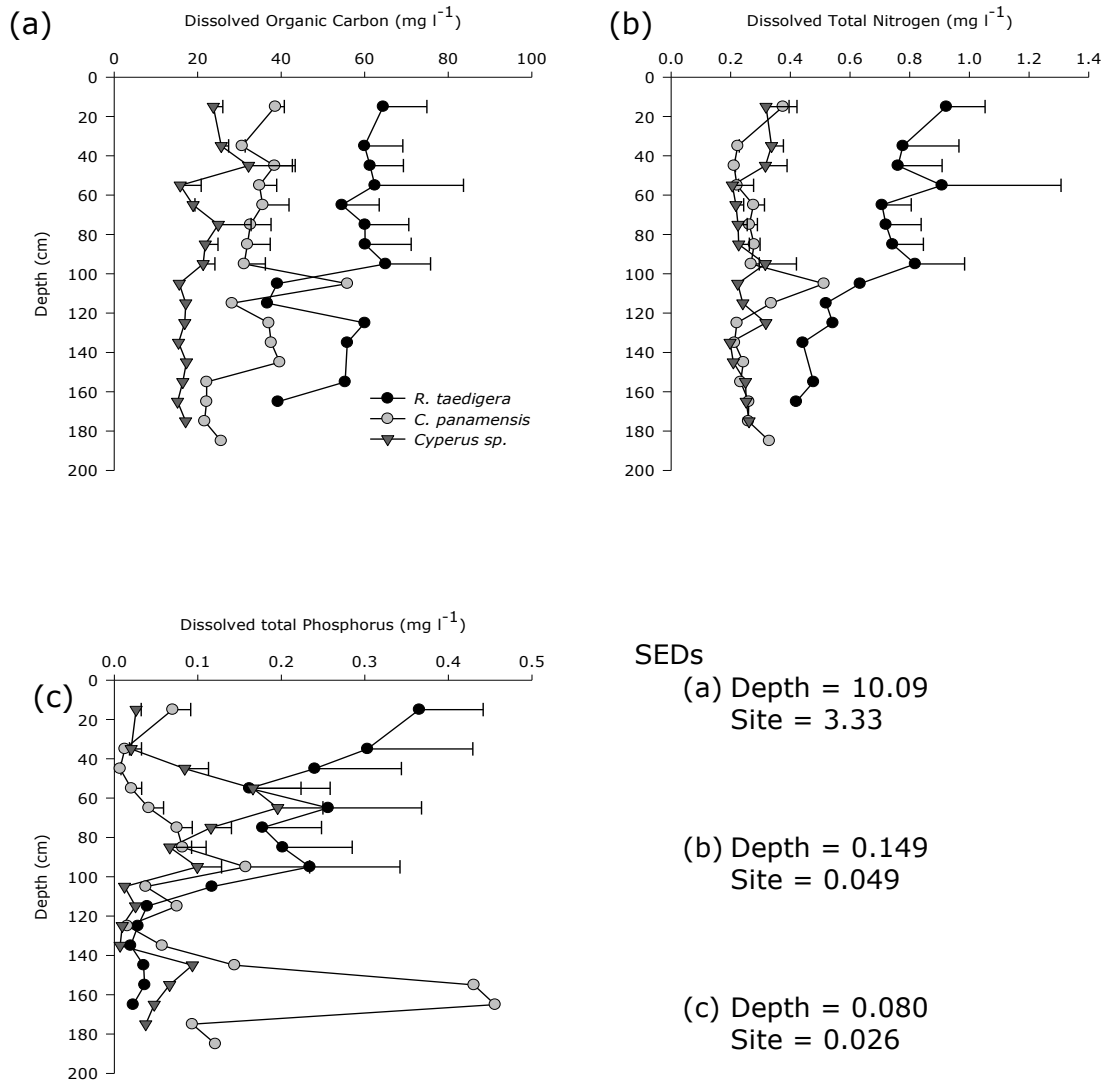 (a)
Dissolved Organic Carbon (mg l-1)
0 20 40 60 80 100
Depth (cm)
0
20
40
60
80
100
120
140
160
180
200
R. taedigera
C. panamensis
Cyperus sp.
(b)
Dissolved Total Nitrogen (mg l-1)
0.0 0.2 0.4 0.6 0.8 1.0 1.2 1.4
Depth (cm)
0
20
40
60
80
100
120
140
160
180
200
(c)
Dissolved total Phosphorus (mg l-1)
0.0 0.1 0.2 0.3 0.4 0.5
Depth (cm)
0
20
40
60
80
100
120
140
160
180
200
SEDs
(a) Depth = 10.09
Site = 3.33
(b) Depth = 0.149
Site = 0.049
(c) Depth = 0.080
Site = 0.026